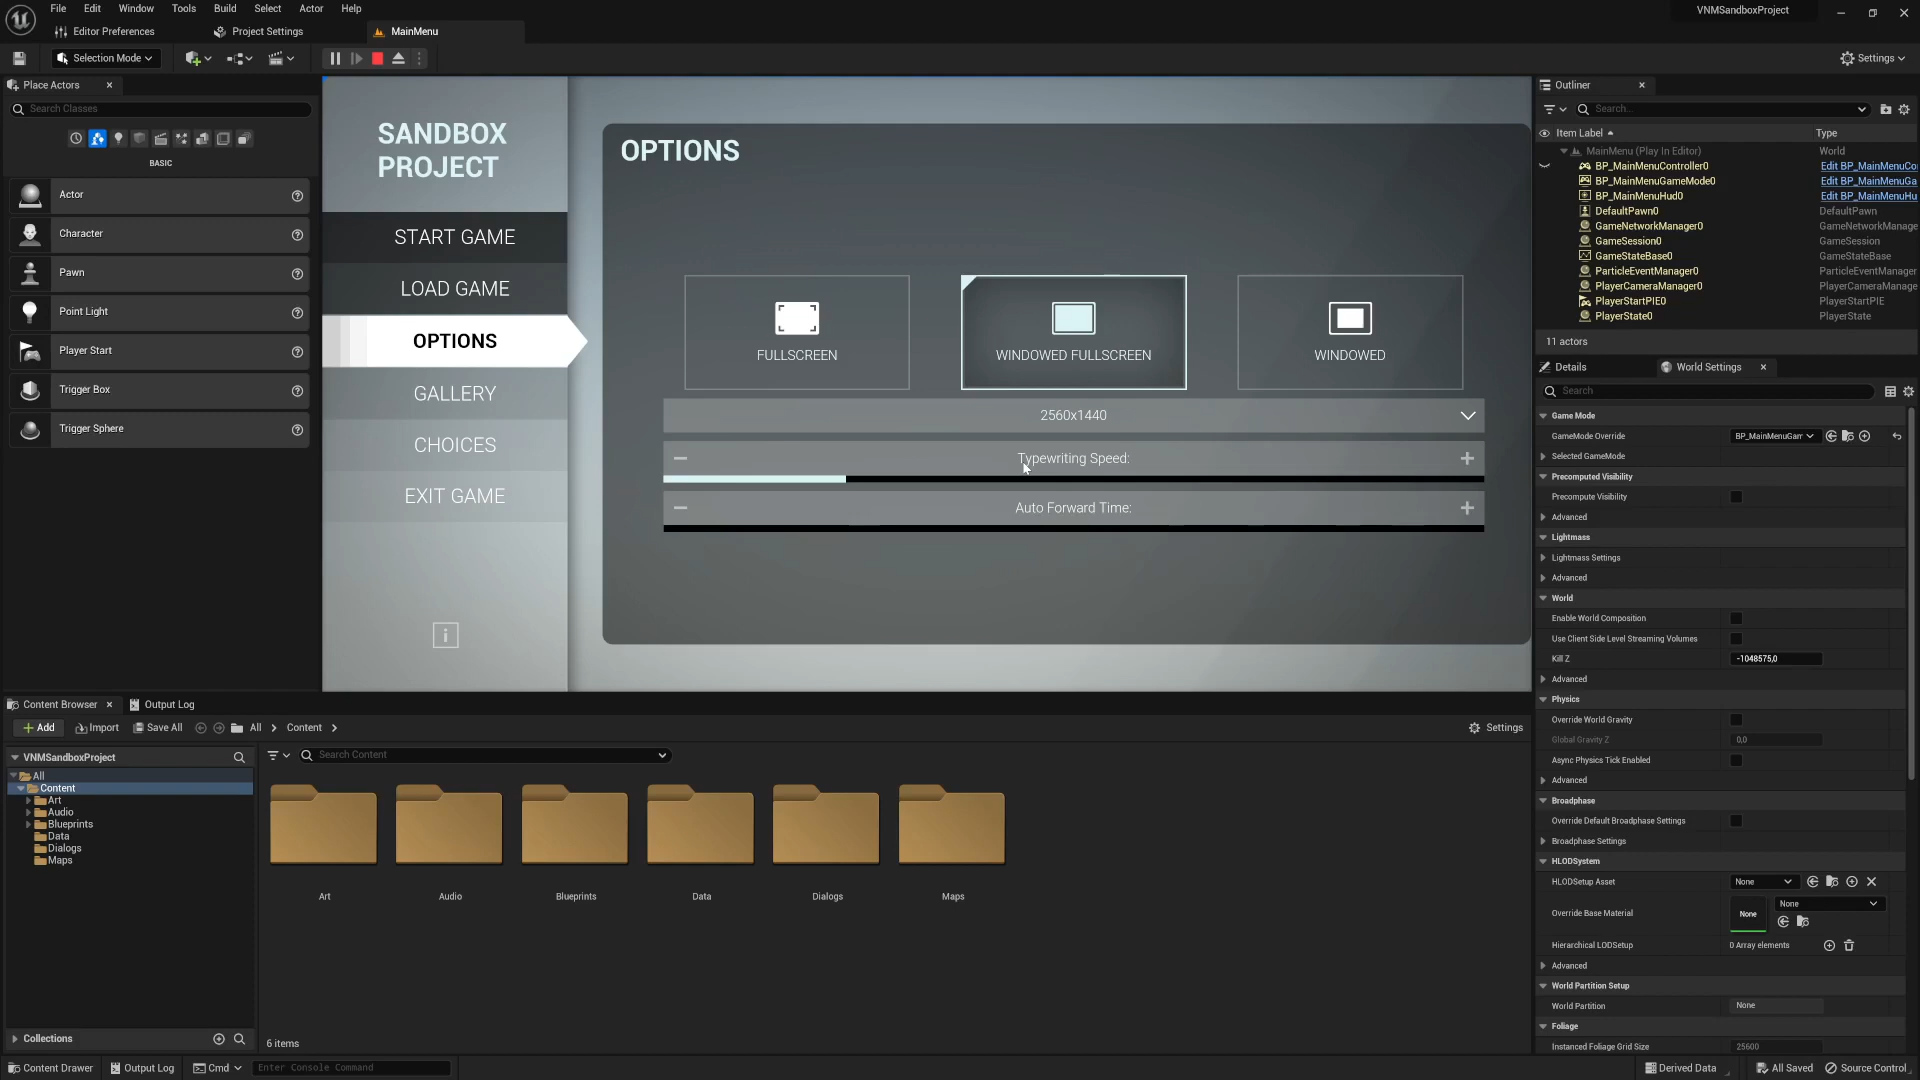 File Edit Window Tools Build Select Actor Help
VNMSandboxProject
Editor Preferences
Project Settings
MainMenu
Selection Mode
Settings
Place Actors
Search Classes
BASIC
Actor
Character
Pawn
Point Light
Player Start
Trigger Box
Trigger Sphere
SANDBOX
PROJECT
START GAME
LOAD GAME
OPTIONS
GALLERY
CHOICES
EXIT GAME
i
OPTIONS
FULLSCREEN
WINDOWED FULLSCREEN
WINDOWED
2560x1440
Typewriting Speed:
Auto Forward Time:
Outliner
Search...
Item Label Type
MainMenu (Play In Editor) World
BP_MainMenuController0 Edit BP_MainMenuCo
BP_MainMenuGameMode0 Edit BP_MainMenuGa
BP_MainMenuHud0 Edit BP_MainMenuHu
DefaultPawn0 DefaultPawn
GameNetworkManager0 GameNetworkManage
GameSession0 GameSession
GameStateBase0 GameStateBase
ParticleEventManager0 ParticleEventManager
PlayerCameraManager0 PlayerCameraManage
PlayerStartPIE0 PlayerStartPIE
PlayerState0 PlayerState
11 actors
Details
World Settings
Search
Game Mode
GameMode Override BP_MainMenuGam
Selected GameMode
Precomputed Visibility
Precompute Visibility
Advanced
Lightmass
Lightmass Settings
Advanced
World
Enable World Composition
Use Client Side Level Streaming Volumes
Kill Z -1048575,0
Advanced
Physics
Override World Gravity
Global Gravity Z 0,0
Async Physics Tick Enabled
Advanced
Broadphase
Override Default Broadphase Settings
Broadphase Settings
HLODSystem
HLODSetup Asset None
Override Base Material None None
Hierarchical LODSetup 0 Array elements
Advanced
World Partition Setup
World Partition None
Foliage
Instanced Foliage Grid Size 25600
Content Browser
Output Log
Add Import Save All All Content
Settings
VNMSandboxProject
All
Content
Art
Audio
Blueprints
Data
Dialogs
Maps
Collections
Search Content
Art
Audio
Blueprints
Data
Dialogs
Maps
6 items
Content Drawer Output Log Cmd Enter Console Command
Derived Data All Saved Source Control